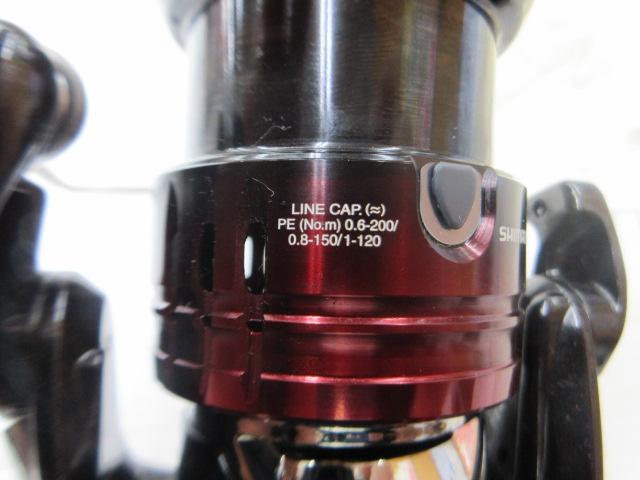 LINE CAP. (≈)
PE (No.m) 0.6-200/
0.8-150/1-120